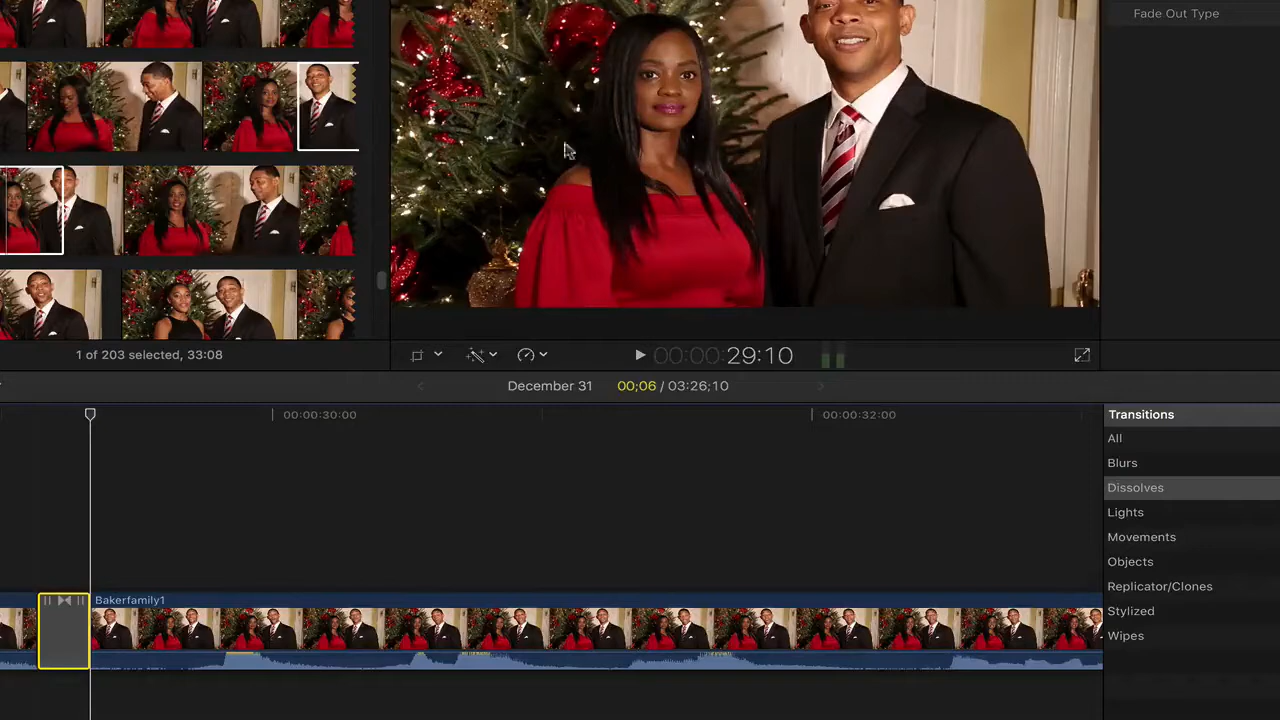 Fade Out Type
1 of 203 selected, 33:08
00:00:29:10
December 31
00;06 / 03:26;10
00:00:30:00
00:00:32:00
Transitions
All
Blurs
Dissolves
Lights
Movements
Objects
Replicator/Clones
Stylized
Wipes
Bakerfamily1